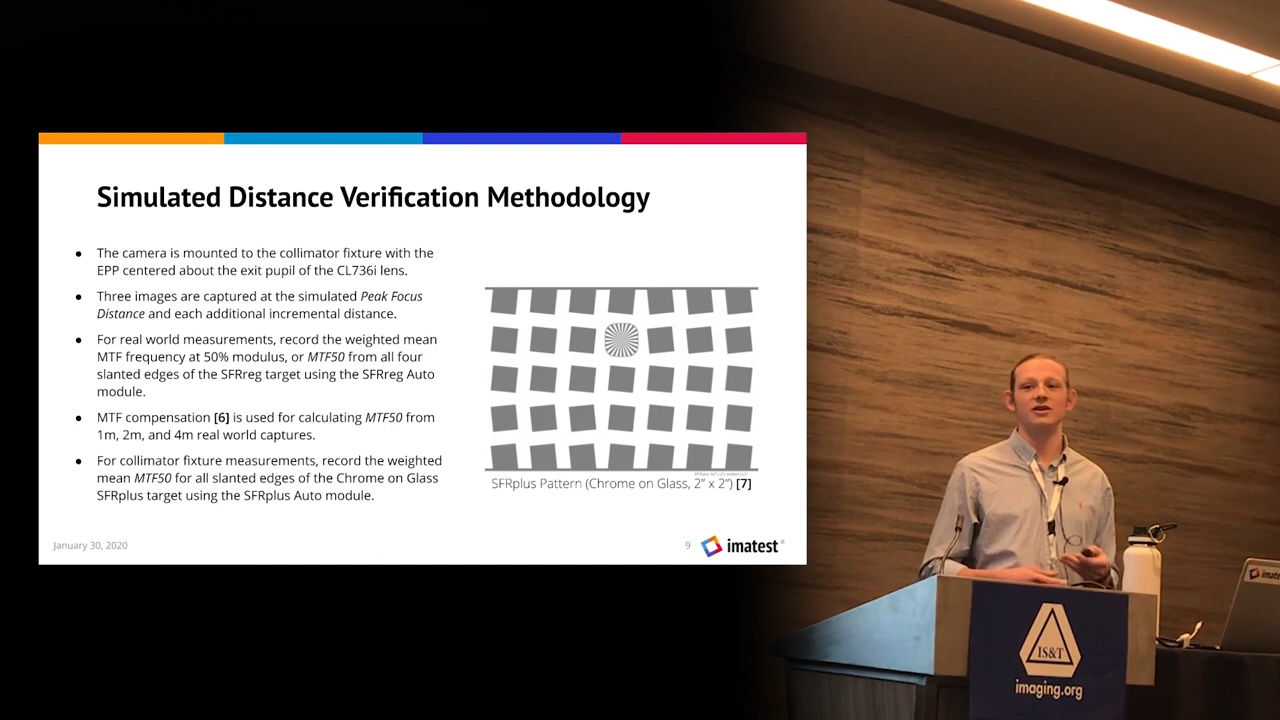 Simulated Distance Verification Methodology
● The camera is mounted to the collimator fixture with the
EPP centered about the exit pupil of the CL736i lens.
● Three images are captured at the simulated Peak Focus
Distance and each additional incremental distance.
● For real world measurements, record the weighted mean
MTF frequency at 50% modulus, or MTF50 from all four
slanted edges of the SFRreg target using the SFRreg Auto
module.
● MTF compensation [6] is used for calculating MTF50 from
1m, 2m, and 4m real world captures.
● For collimator fixture measurements, record the weighted
mean MTF50 for all slanted edges of the Chrome on Glass
SFRplus target using the SFRplus Auto module.
SFRplus Pattern (Chrome on Glass, 2” x 2”) [7]
January 30, 2020
9
imatest®
IS&T
imaging.org